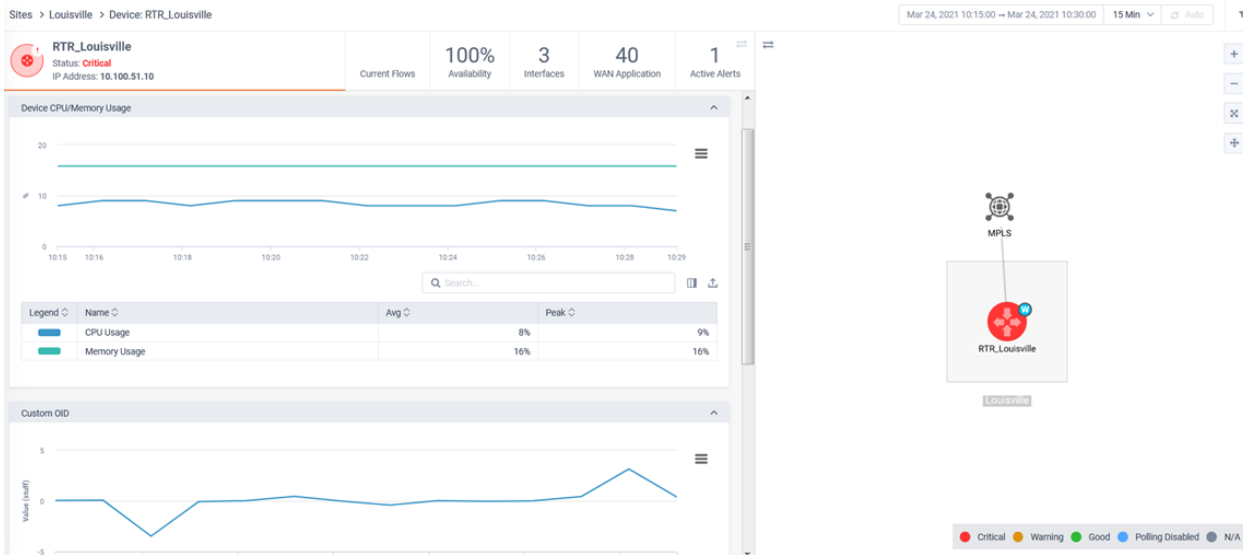 Sites > Louisville > Device: RTR_Louisville
Mar 24, 2021 10:15:00 → Mar 24, 2021 10:30:00 15 Min Auto
RTR_Louisville
Status: Critical
IP Address: 10.100.51.10
Current Flows
100%
Availability
3
Interfaces
40
WAN Application
1
Active Alerts
Device CPU/Memory Usage
20
% 10
0
10:15 10:16 10:18 10:20 10:22 10:24 10:26 10:28 10:29
Search...
Legend Name Avg Peak
CPU Usage 8% 9%
Memory Usage 16% 16%
Custom OID
5
Value (stuff)
0
-5
MPLS
W
RTR_Louisville
Louisville
Critical Warning Good Polling Disabled N/A